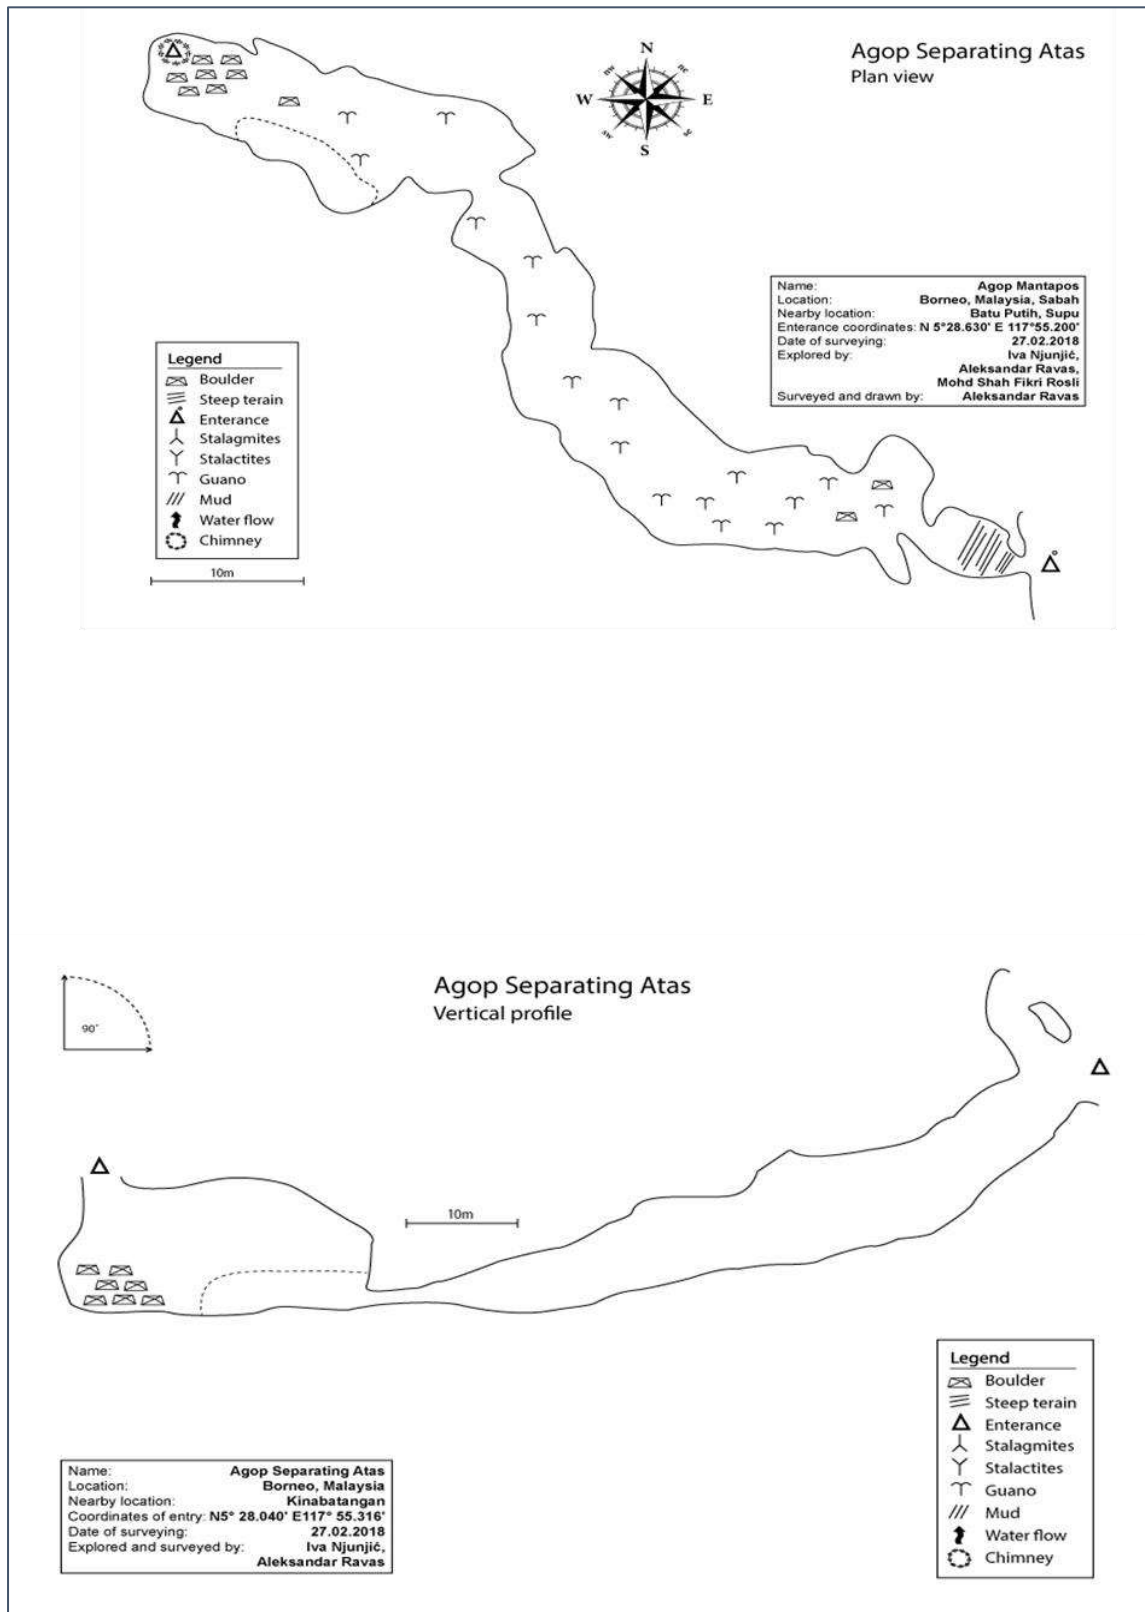 Agop Separating Atas
Plan view
N
nw
ne
W
E
sw
se
S
Name: Agop Mantapos
Location: Borneo, Malaysia, Sabah
Nearby location: Batu Putih, Supu
Enterance coordinates: N 5°28.630' E 117°55.200'
Date of surveying: 27.02.2018
Explored by: Iva Njunjić,
Aleksandar Ravas,
Mohd Shah Fikri Rosli
Surveyed and drawn by: Aleksandar Ravas
Legend
Boulder
Steep terain
Enterance
Stalagmites
Stalactites
Guano
Mud
Water flow
Chimney
10m
Agop Separating Atas
Vertical profile
90°
10m
Legend
Boulder
Steep terain
Enterance
Stalagmites
Stalactites
Guano
Mud
Water flow
Chimney
Name: Agop Separating Atas
Location: Borneo, Malaysia
Nearby location: Kinabatangan
Coordinates of entry: N5° 28.040' E117° 55.316'
Date of surveying: 27.02.2018
Explored and surveyed by: Iva Njunjić,
Aleksandar Ravas